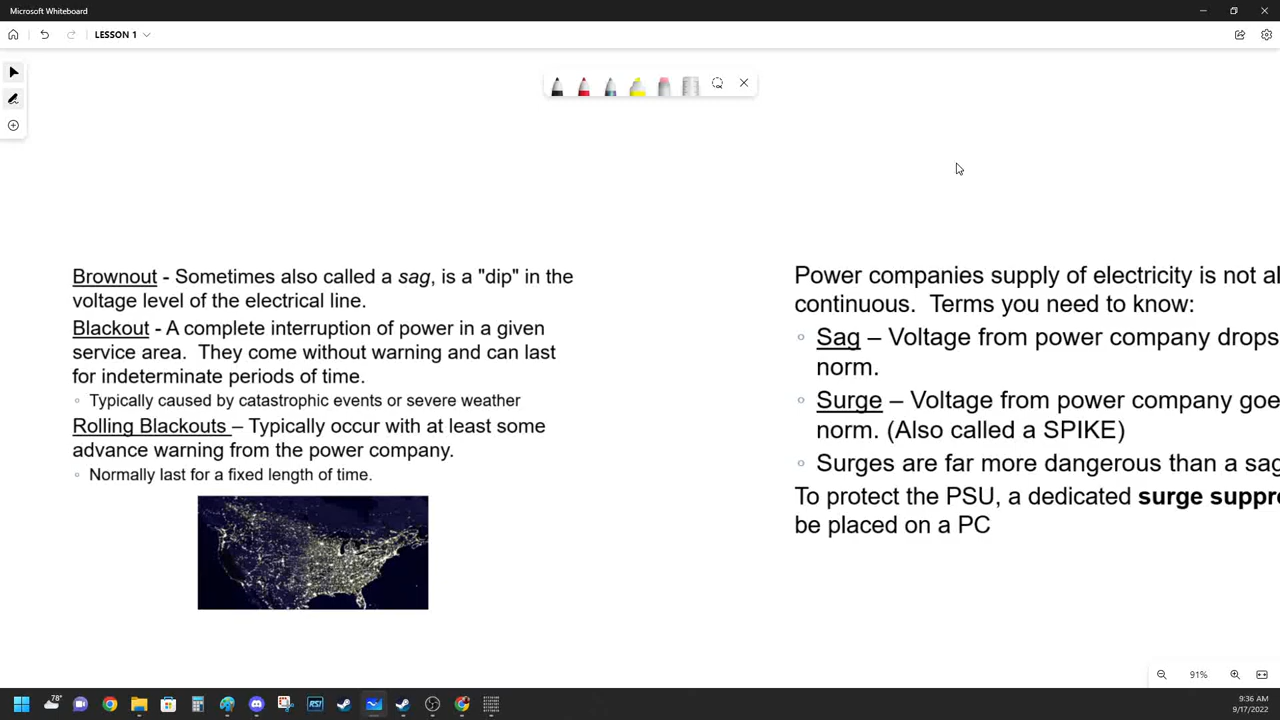 Microsoft Whiteboard
LESSON 1
Brownout - Sometimes also called a sag, is a "dip" in the
voltage level of the electrical line.
Blackout - A complete interruption of power in a given
service area. They come without warning and can last
for indeterminate periods of time.
◦ Typically caused by catastrophic events or severe weather
Rolling Blackouts – Typically occur with at least some
advance warning from the power company.
◦ Normally last for a fixed length of time.
Power companies supply of electricity is not al
continuous. Terms you need to know:
◦ Sag – Voltage from power company drops
norm.
◦ Surge – Voltage from power company goe
norm. (Also called a SPIKE)
◦ Surges are far more dangerous than a sag
To protect the PSU, a dedicated surge suppre
be placed on a PC
91%
78°
RSI
9:36 AM
9/17/2022